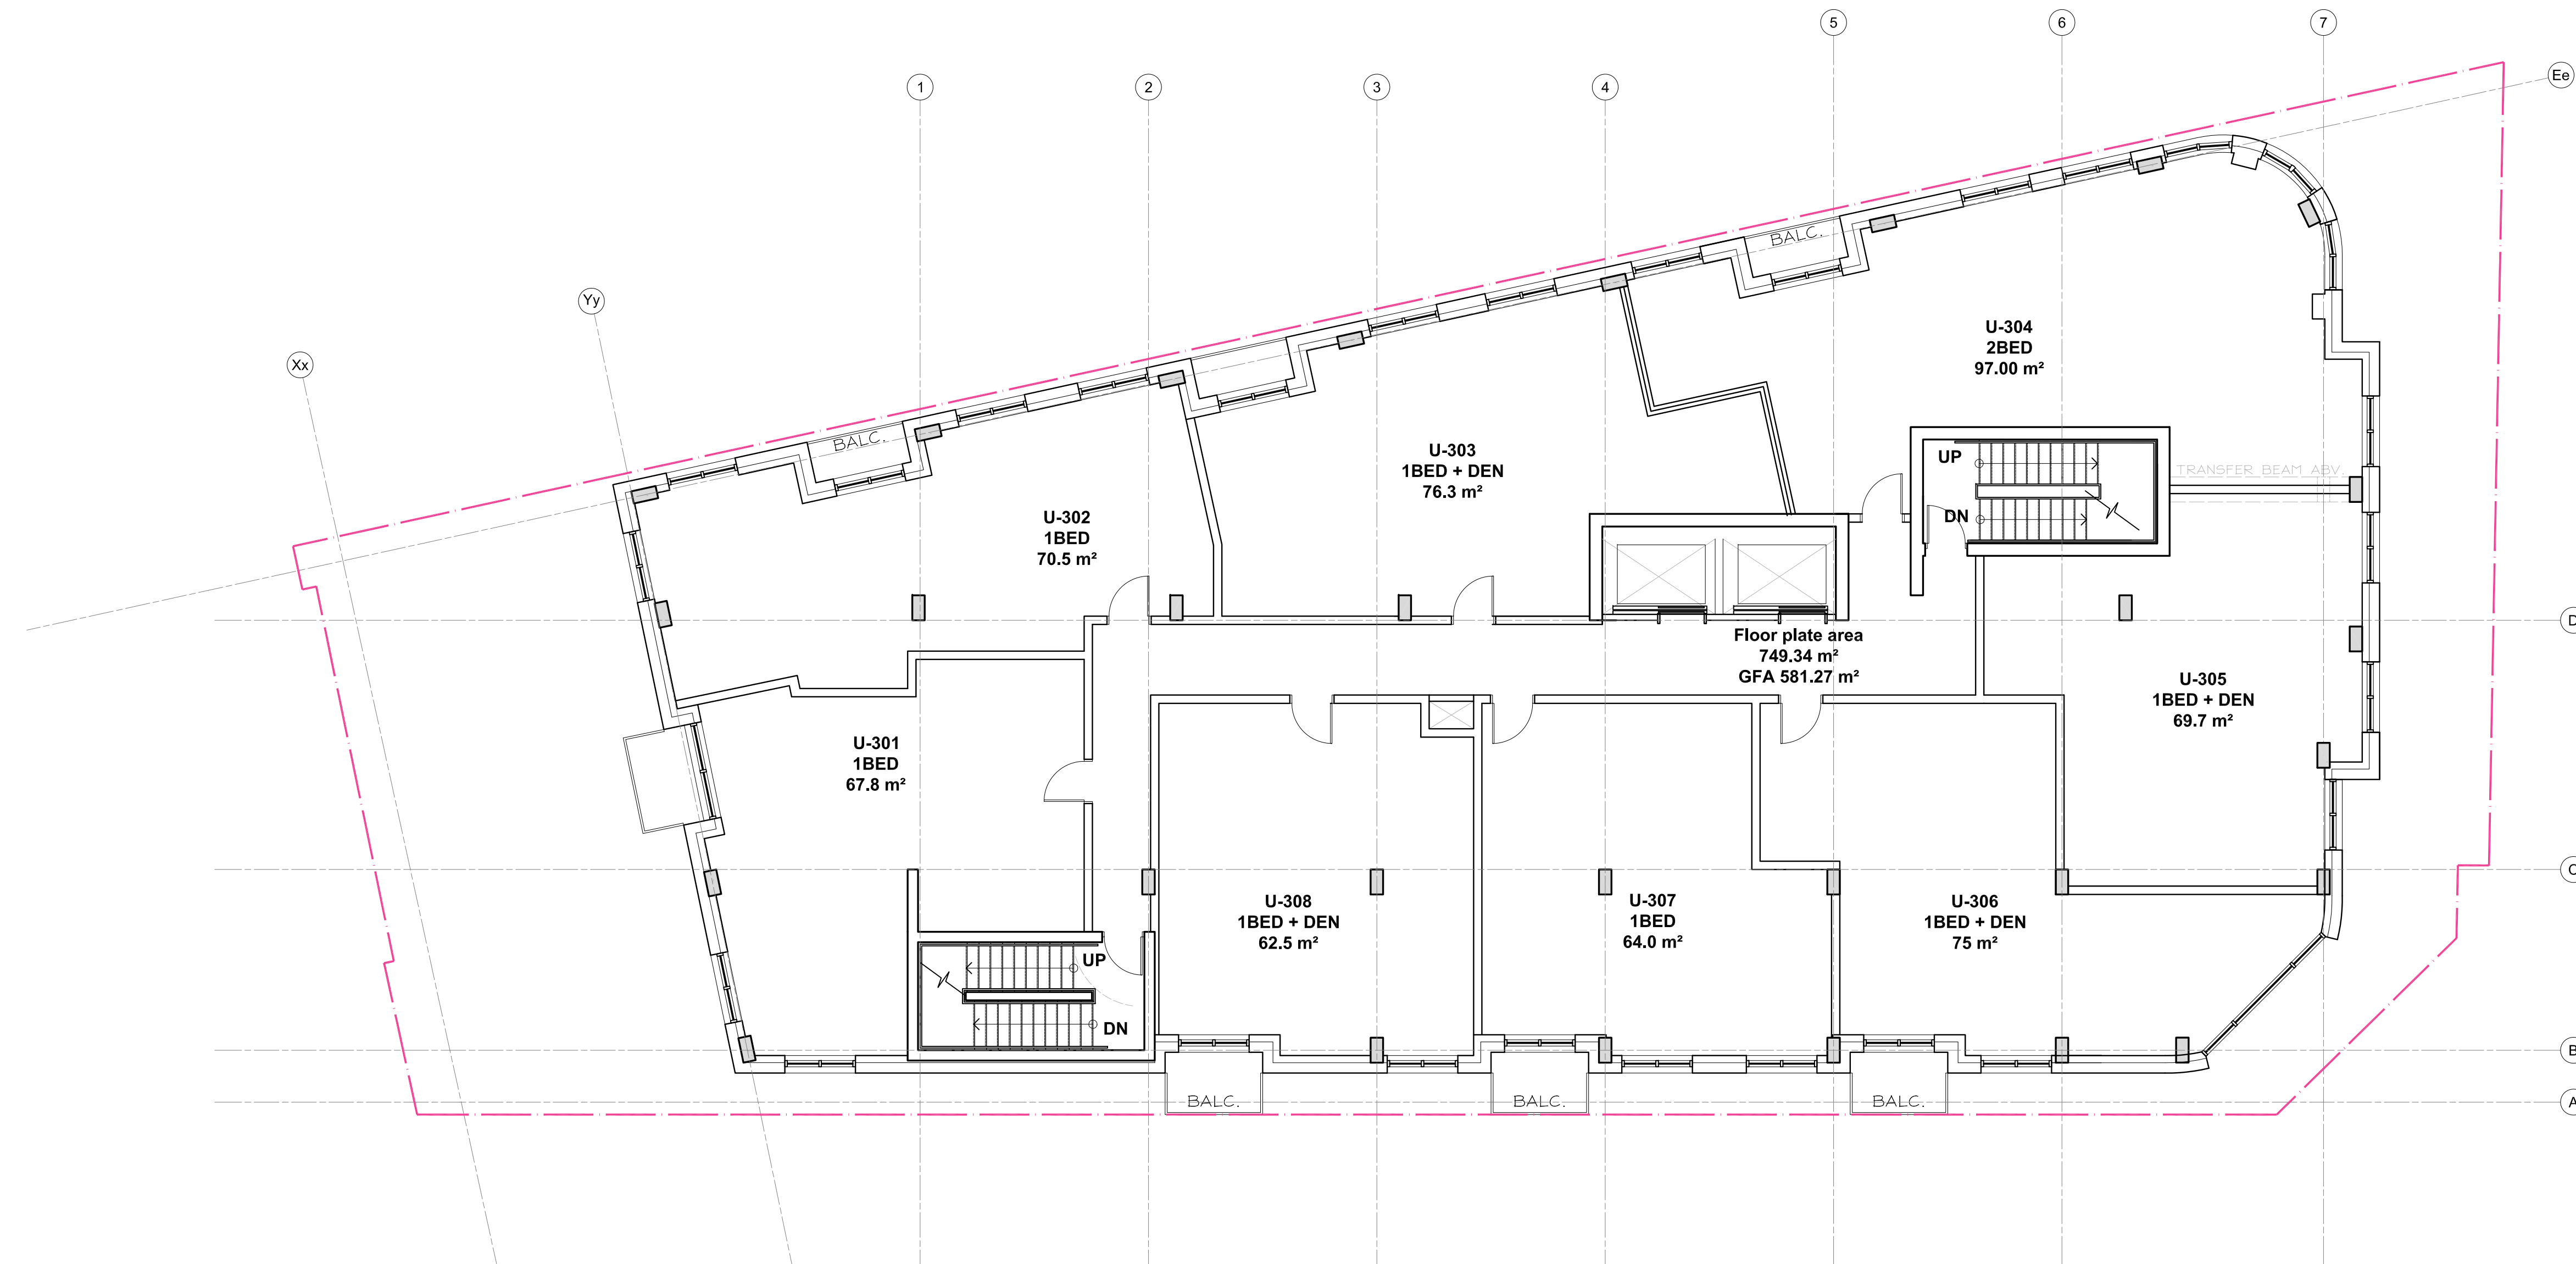 5
6
7
1
2
3
4
Ee
Yy
Xx
BALC.
BALC.
U-304
2BED
97.00 m²
U-303
1BED + DEN
76.3 m²
UP
DN
TRANSFER BEAM ABV.
U-302
1BED
70.5 m²
D
Floor plate area
749.34 m²
GFA 581.27 m²
U-305
1BED + DEN
69.7 m²
U-301
1BED
67.8 m²
C
U-308
1BED + DEN
62.5 m²
U-307
1BED
64.0 m²
U-306
1BED + DEN
75 m²
UP
DN
B
A
BALC.
BALC.
BALC.